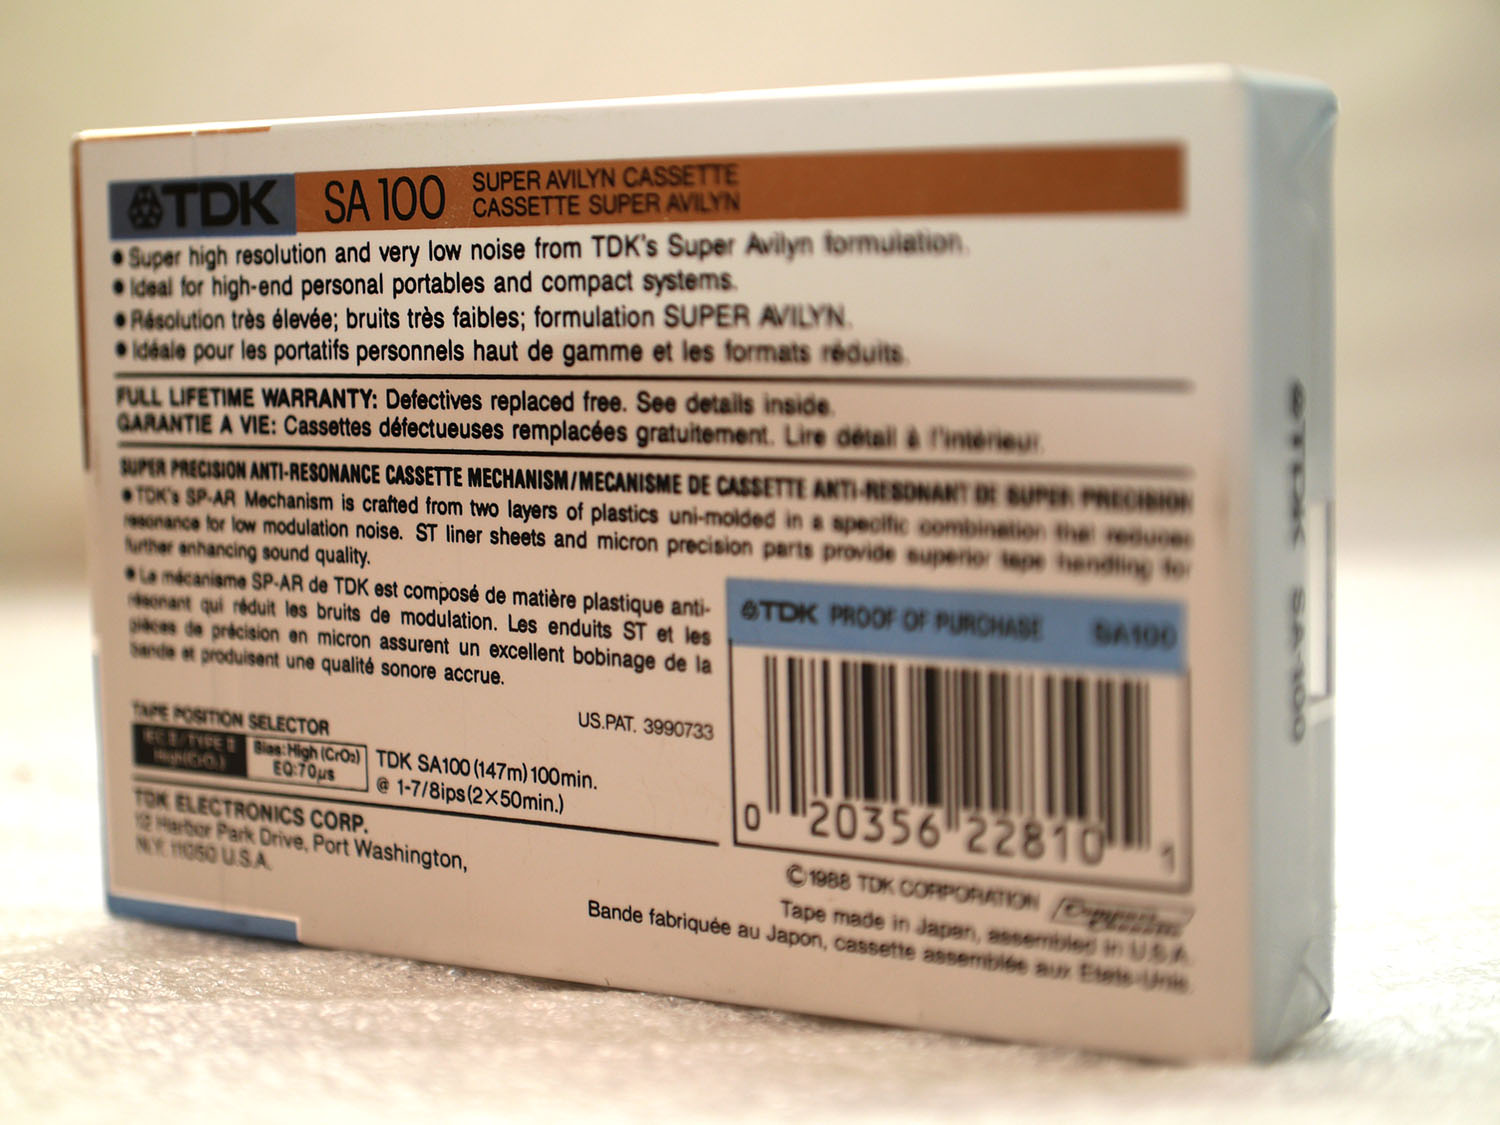 TDK SA 100 SUPER AVILYN CASSETTE
CASSETTE SUPER AVILYN
• Super high resolution and very low noise from TDK's Super Avilyn formulation.
• Ideal for high-end personal portables and compact systems.
• Résolution très élevée; bruits très faibles; formulation SUPER AVILYN.
• Idéale pour les portatifs personnels haut de gamme et les formats réduits.
FULL LIFETIME WARRANTY: Defectives replaced free. See details inside.
GARANTIE A VIE: Cassettes défectueuses remplacées gratuitement. Lire détail à l'intérieur.
SUPER PRECISION ANTI-RESONANCE CASSETTE MECHANISM/MECANISME DE CASSETTE ANTI-RESONANT DE SUPER PRECISION
• TDK's SP-AR Mechanism is crafted from two layers of plastics uni-molded in a specific combination that reduces
resonance for low modulation noise. ST liner sheets and micron precision parts provide superior tape handling for
further enhancing sound quality.
• La mécanisme SP-AR de TDK est composé de matière plastique anti-
résonant qui réduit les bruits de modulation. Les enduits ST et les
pièces de précision en micron assurent un excellent bobinage de la
bande et produisent une qualité sonore accrue.
TDK PROOF OF PURCHASE SA100
0 20356 22810 1
US.PAT. 3990733
TAPE POSITION SELECTOR
IEC II/TYPE II
High(CrO₂)
Bias:High (CrO₂)
EQ:70µs
TDK SA100 (147m) 100min.
@ 1-7/8ips (2×50min.)
TDK ELECTRONICS CORP.
12 Harbor Park Drive, Port Washington,
N.Y. 11050 U.S.A.
©1988 TDK CORPORATION
Tape made in Japan, assembled in U.S.A.
Bande fabriquée au Japon, cassette assemblée aux Etats-Unis.
TDK SA100